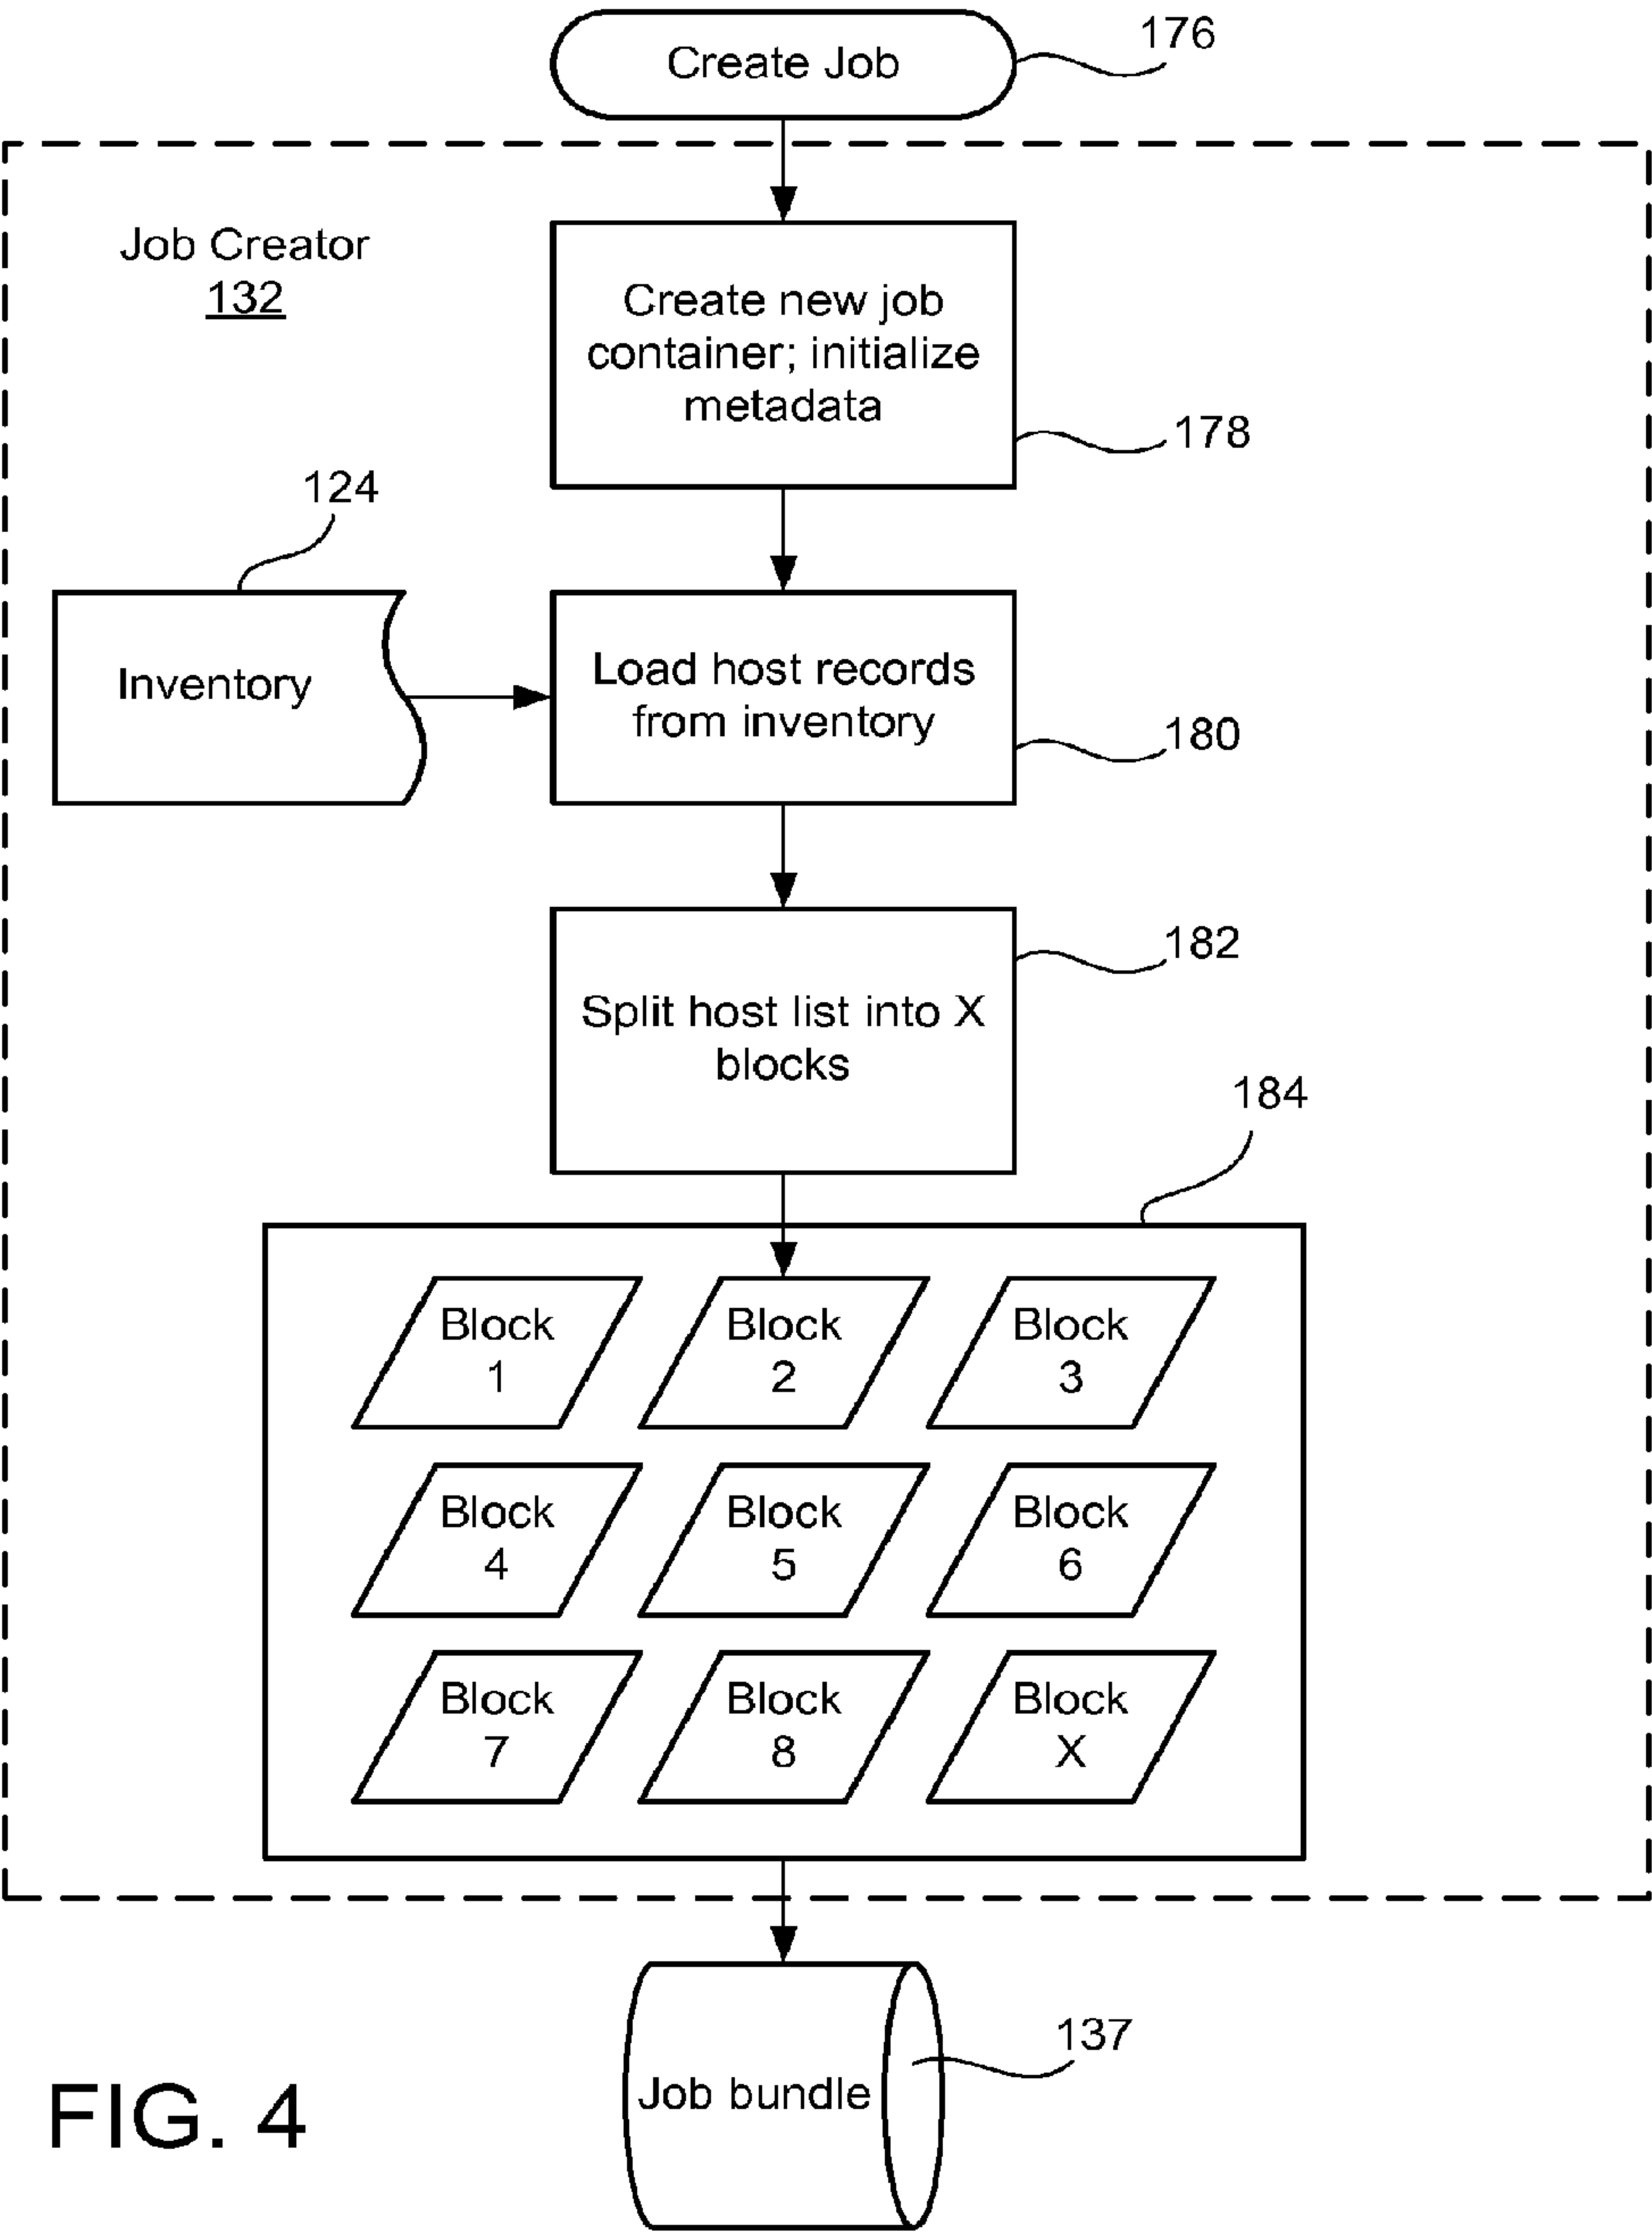 Create Job
176
Job Creator
132
Create new job
container; initialize
metadata
178
124
Inventory
Load host records
from inventory
180
182
Split host list into X
blocks
184
Block
1
Block
2
Block
3
Block
4
Block
5
Block
6
Block
7
Block
8
Block
X
137
Job bundle
FIG. 4